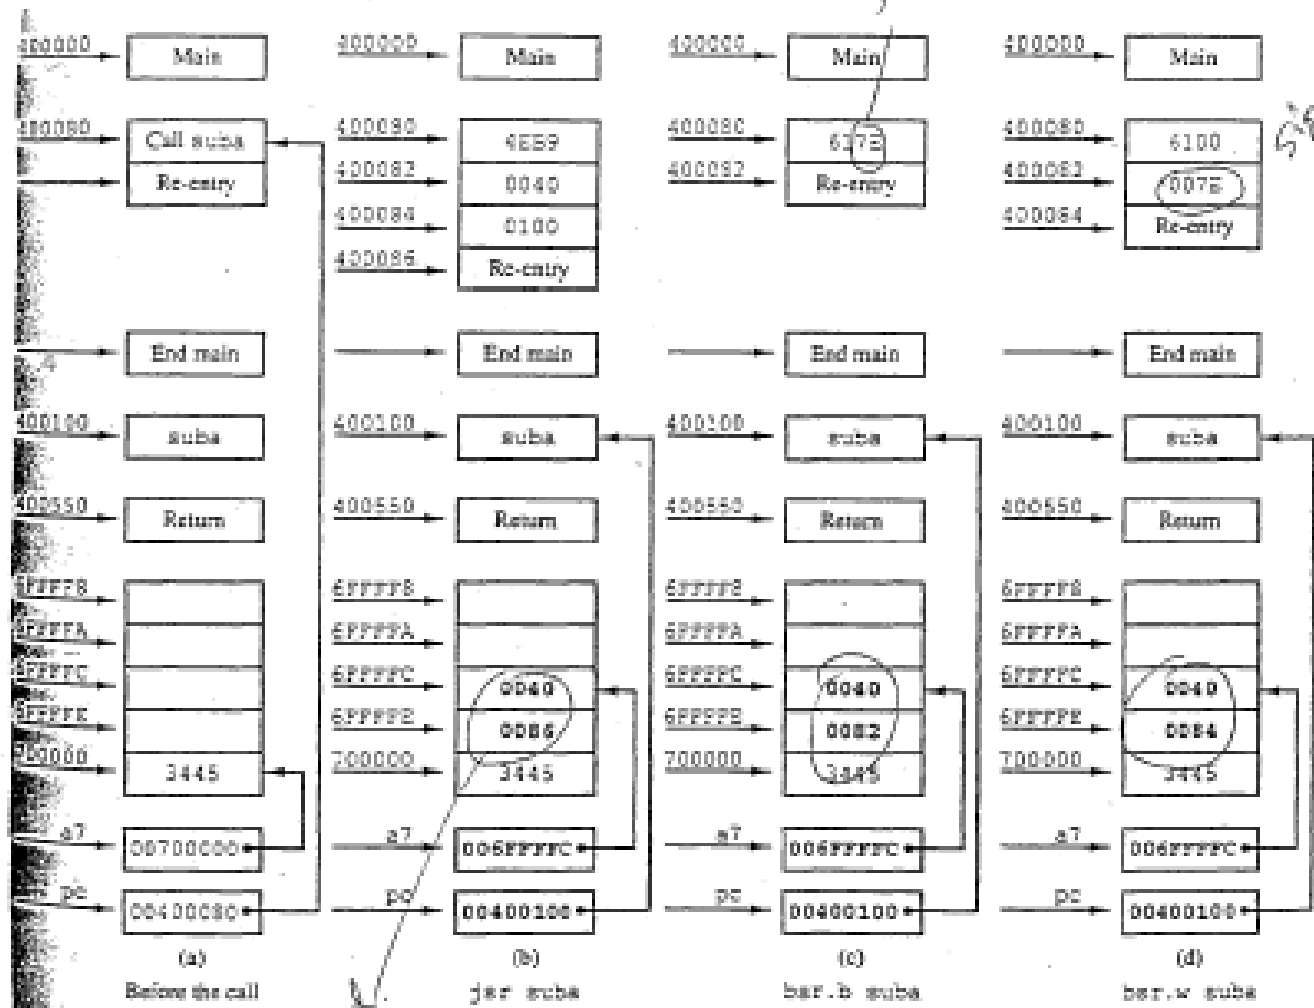 400000 Main 400000 Main 400000 Main 400000 Main
400080 Call suba 400080 4EB9 400080 617E 400080 6100
Re-entry 400082 0040 400082 Re-entry 400082 007E
400084 0100 400084 Re-entry
400086 Re-entry
End main End main End main End main
400100 suba 400100 suba 400100 suba 400100 suba
400550 Return 400550 Return 400550 Return 400550 Return
6FFFF8 6FFFF8 6FFFF8 6FFFF8
6FFFFA 6FFFFA 6FFFFA 6FFFFA
6FFFFC 6FFFFC 0040 6FFFFC 0040 6FFFFC 0040
6FFFFE 6FFFFE 0086 6FFFFE 0082 6FFFFE 0084
700000 3445 700000 3445 700000 3445 700000 3445
a7 00700000 a7 006FFFFC a7 006FFFFC a7 006FFFFC
pc 00400080 pc 00400100 pc 00400100 pc 00400100
(a) (b) (c) (d)
Before the call jsr suba bsr.b suba bsr.w suba